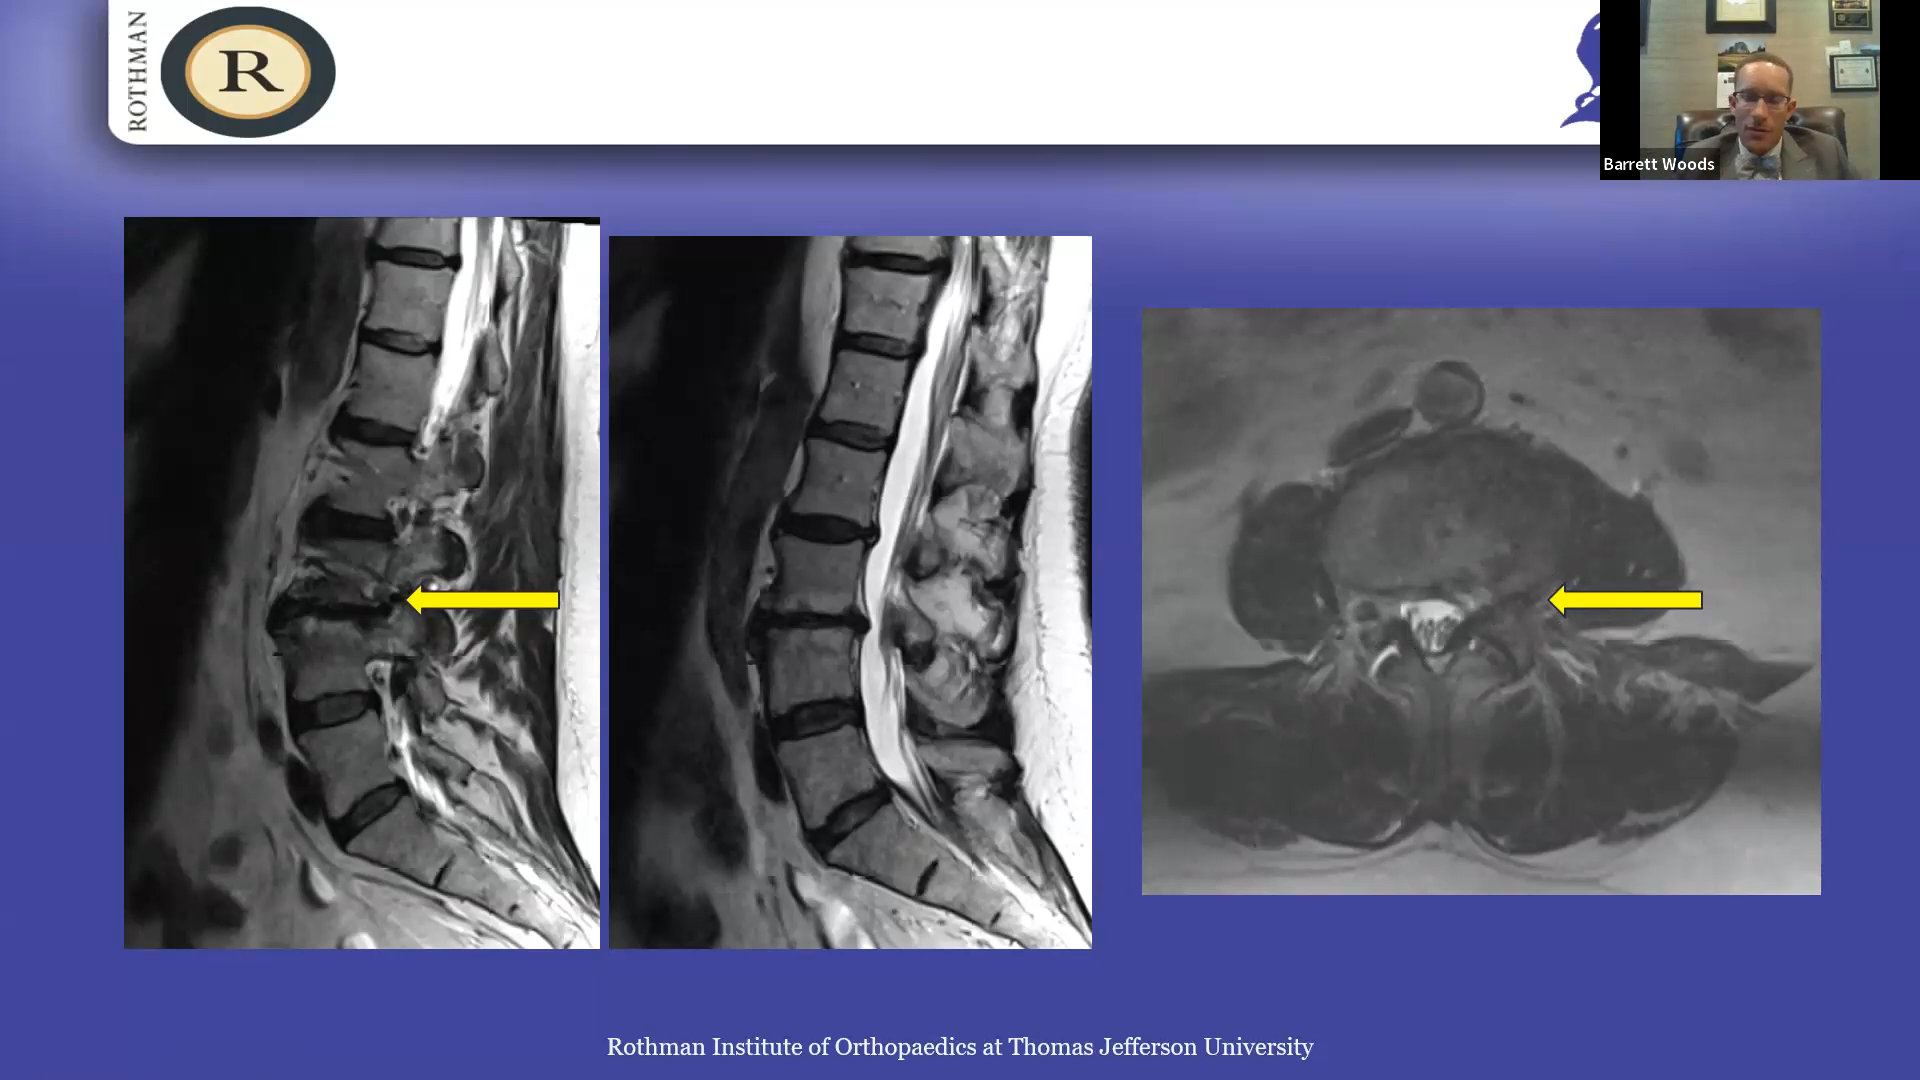 ROTHMAN
R
Barrett Woods
Rothman Institute of Orthopaedics at Thomas Jefferson University